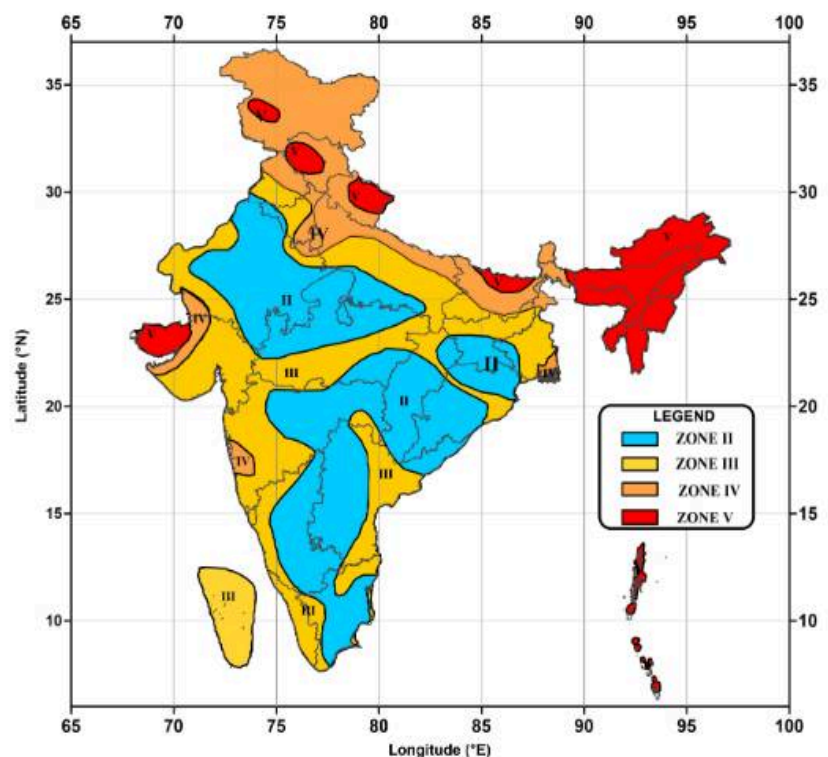 65 70 75 80 85 90 95 100
35 35
V
V
30 30
V
IV
V
V
25 II 25
IV
V
III II IV
20 II 20
LEGEND
ZONE II
IV ZONE III
III ZONE IV
15 ZONE V 15
10 III III 10
65 70 75 80 85 90 95 100
Latitude (°N)
Longitude (°E)